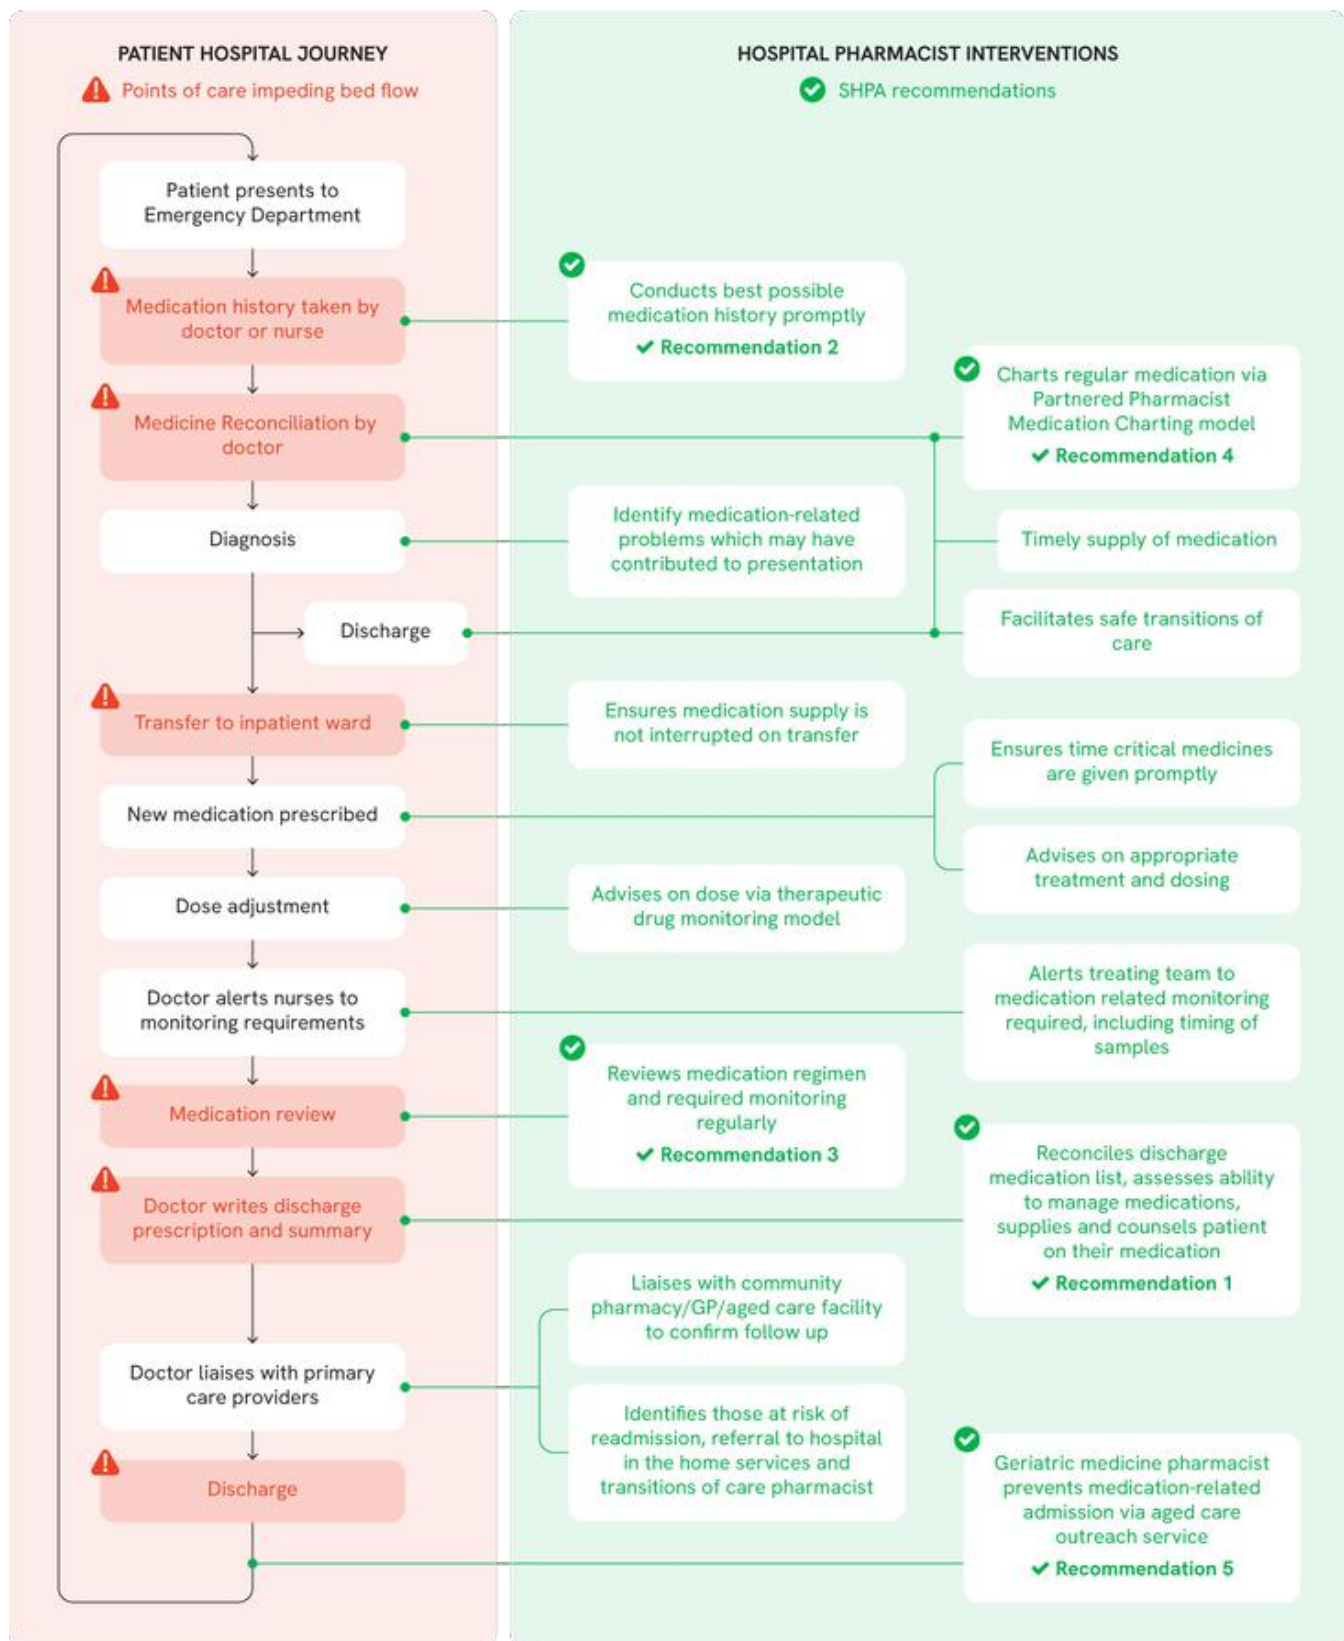 PATIENT HOSPITAL JOURNEY
Points of care impeding bed flow
Patient presents to
Emergency Department
Medication history taken by
doctor or nurse
Medicine Reconciliation by
doctor
Diagnosis
Discharge
Transfer to inpatient ward
New medication prescribed
Dose adjustment
Doctor alerts nurses to
monitoring requirements
Medication review
Doctor writes discharge
prescription and summary
Doctor liaises with primary
care providers
Discharge
HOSPITAL PHARMACIST INTERVENTIONS
SHPA recommendations
Conducts best possible
medication history promptly
✔ Recommendation 2
Charts regular medication via
Partnered Pharmacist
Medication Charting model
✔ Recommendation 4
Identify medication-related
problems which may have
contributed to presentation
Timely supply of medication
Facilitates safe transitions of
care
Ensures medication supply is
not interrupted on transfer
Ensures time critical medicines
are given promptly
Advises on appropriate
treatment and dosing
Advises on dose via therapeutic
drug monitoring model
Alerts treating team to
medication related monitoring
required, including timing of
samples
Reviews medication regimen
and required monitoring
regularly
✔ Recommendation 3
Reconciles discharge
medication list, assesses ability
to manage medications,
supplies and counsels patient
on their medication
✔ Recommendation 1
Liaises with community
pharmacy/GP/aged care facility
to confirm follow up
Identifies those at risk of
readmission, referral to hospital
in the home services and
transitions of care pharmacist
Geriatric medicine pharmacist
prevents medication-related
admission via aged care
outreach service
✔ Recommendation 5